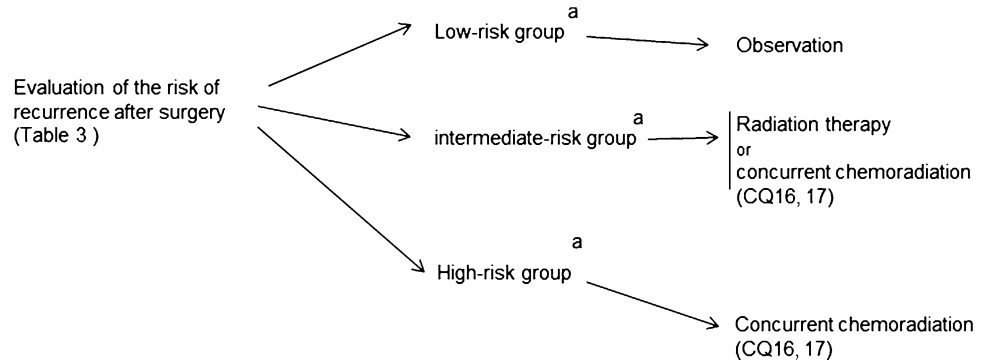 Evaluation of the risk of
recurrence after surgery
(Table 3 )
Low-risk group a
Observation
intermediate-risk group a
Radiation therapy
or
concurrent chemoradiation
(CQ16, 17)
High-risk group a
Concurrent chemoradiation
(CQ16, 17)